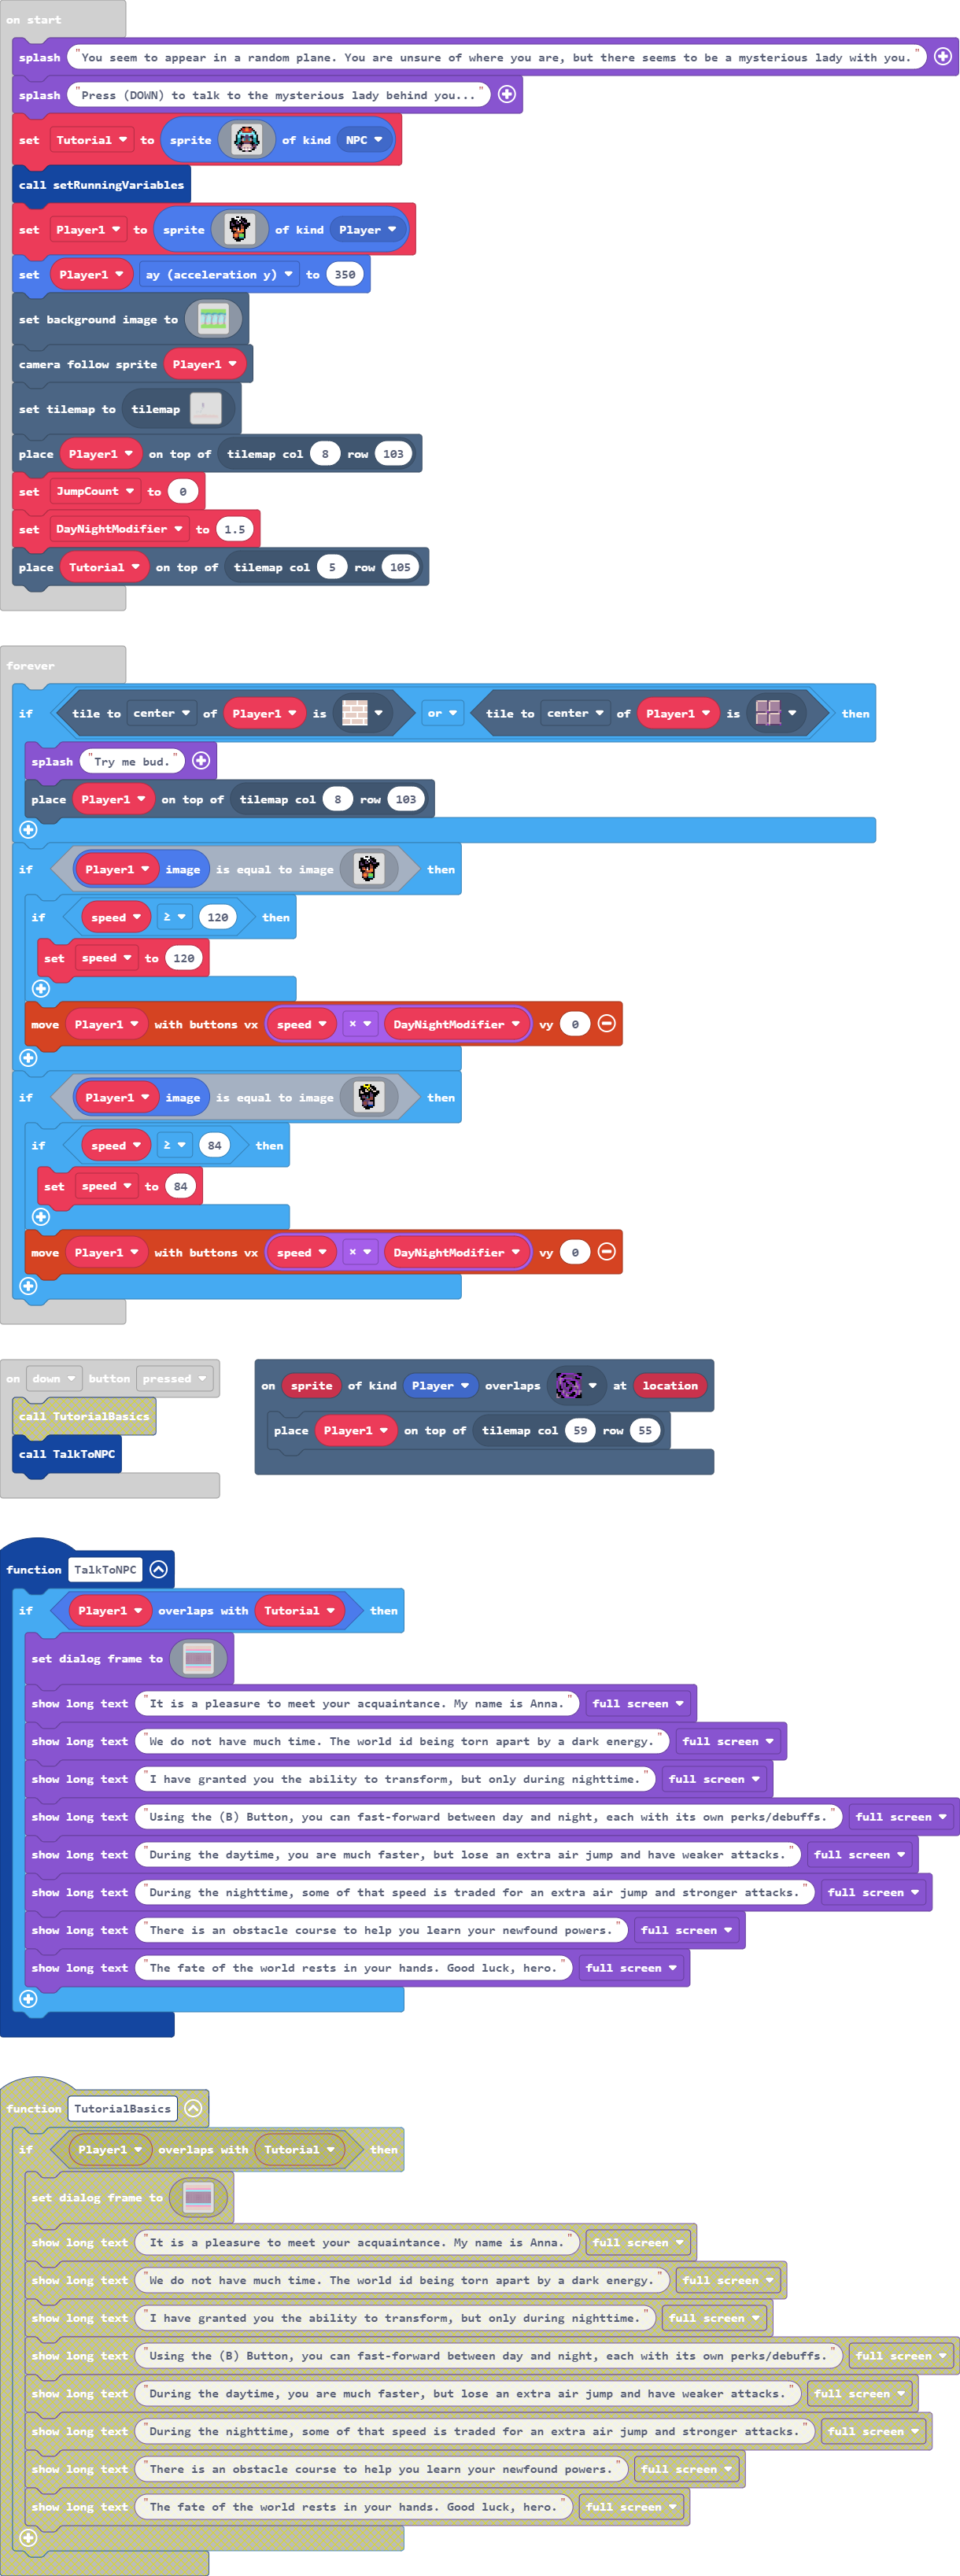 on start
splash "You seem to appear in a random plane. You are unsure of where you are, but there seems to be a mysterious lady with you."
splash "Press (DOWN) to talk to the mysterious lady behind you..."
set Tutorial to sprite of kind NPC
call setRunningVariables
set Player1 to sprite of kind Player
set Player1 ay (acceleration y) to 350
set background image to
camera follow sprite Player1
set tilemap to tilemap
place Player1 on top of tilemap col 8 row 103
set JumpCount to 0
set DayNightModifier to 1.5
place Tutorial on top of tilemap col 5 row 105
forever
if tile to center of Player1 is or tile to center of Player1 is then
splash "Try me bud."
place Player1 on top of tilemap col 8 row 103
if Player1 image is equal to image then
if speed ≥ 120 then
set speed to 120
move Player1 with buttons vx speed × DayNightModifier vy 0
if Player1 image is equal to image then
if speed ≥ 84 then
set speed to 84
move Player1 with buttons vx speed × DayNightModifier vy 0
on down button pressed
call TutorialBasics
call TalkToNPC
on sprite of kind Player overlaps at location
place Player1 on top of tilemap col 59 row 55
function TalkToNPC
if Player1 overlaps with Tutorial then
set dialog frame to
show long text "It is a pleasure to meet your acquaintance. My name is Anna." full screen
show long text "We do not have much time. The world id being torn apart by a dark energy." full screen
show long text "I have granted you the ability to transform, but only during nighttime." full screen
show long text "Using the (B) Button, you can fast-forward between day and night, each with its own perks/debuffs." full screen
show long text "During the daytime, you are much faster, but lose an extra air jump and have weaker attacks." full screen
show long text "During the nighttime, some of that speed is traded for an extra air jump and stronger attacks." full screen
show long text "There is an obstacle course to help you learn your newfound powers." full screen
show long text "The fate of the world rests in your hands. Good luck, hero." full screen
function TutorialBasics
if Player1 overlaps with Tutorial then
set dialog frame to
show long text "It is a pleasure to meet your acquaintance. My name is Anna." full screen
show long text "We do not have much time. The world id being torn apart by a dark energy." full screen
show long text "I have granted you the ability to transform, but only during nighttime." full screen
show long text "Using the (B) Button, you can fast-forward between day and night, each with its own perks/debuffs." full screen
show long text "During the daytime, you are much faster, but lose an extra air jump and have weaker attacks." full screen
show long text "During the nighttime, some of that speed is traded for an extra air jump and stronger attacks." full screen
show long text "There is an obstacle course to help you learn your newfound powers." full screen
show long text "The fate of the world rests in your hands. Good luck, hero." full screen